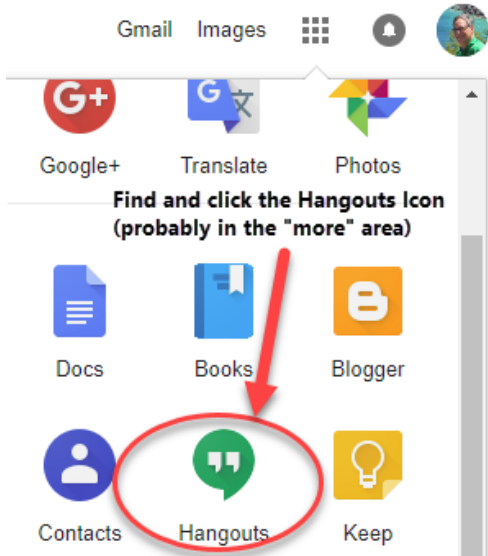 Gmail Images
G+ G 文
Google+ Translate Photos
Find and click the Hangouts Icon
(probably in the "more" area)
Docs Books Blogger
Contacts Hangouts Keep